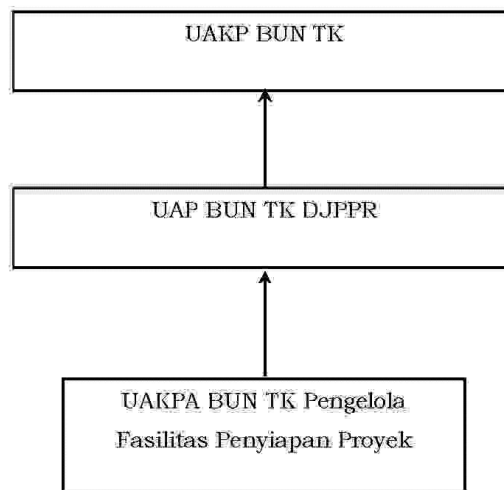 UAKP BUN TK
UAP BUN TK DJPPR
UAKPA BUN TK Pengelola
Fasilitas Penyiapan Proyek